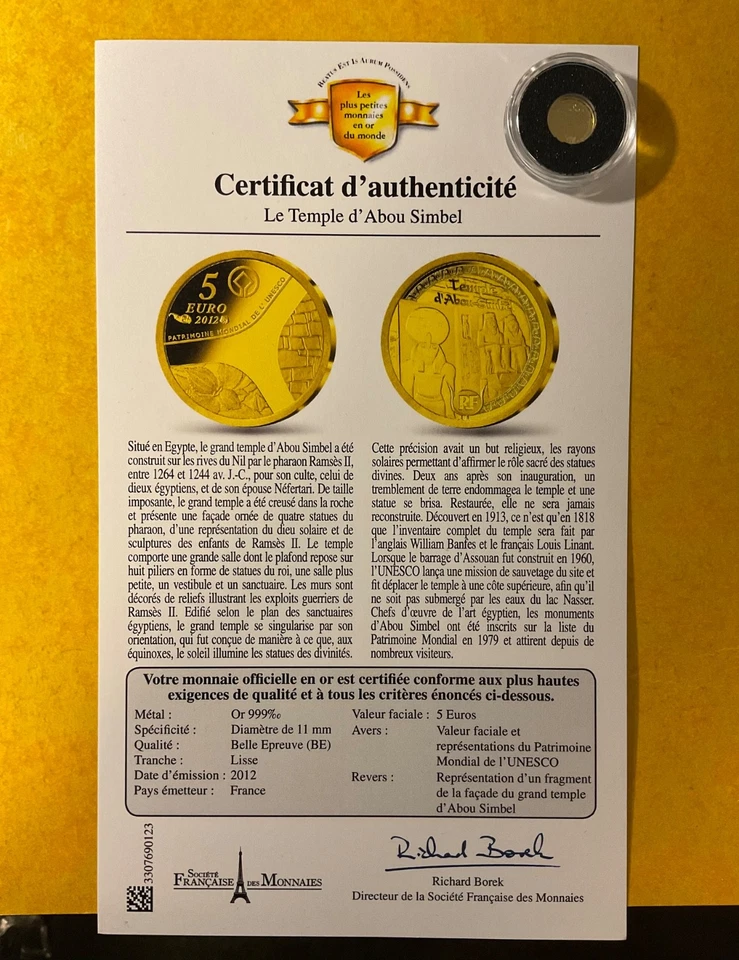 BEATUS EST IS AURUM POSSIDENS
Les
plus petites
monnaies
en or
du monde
Certificat d'authenticité
Le Temple d'Abou Simbel
5
EURO
2012
PATRIMOINE MONDIAL DE L'UNESCO
Temple
d'Abou Simbel
RF
Situé en Egypte, le grand temple d'Abou Simbel a été
construit sur les rives du Nil par le pharaon Ramsès II,
entre 1264 et 1244 av. J.-C., pour son culte, celui de
dieux égyptiens, et de son épouse Néfertari. De taille
imposante, le grand temple a été creusé dans la roche
et présente une façade ornée de quatre statues du
pharaon, d'une représentation du dieu solaire et de
sculptures des enfants de Ramsès II. Le temple
comporte une grande salle dont le plafond repose sur
huit piliers en forme de statues du roi, une salle plus
petite, un vestibule et un sanctuaire. Les murs sont
décorés de reliefs illustrant les exploits guerriers de
Ramsès II. Edifié selon le plan des sanctuaires
égyptiens, le grand temple se singularise par son
orientation, qui fut conçue de manière à ce que, aux
équinoxes, le soleil illumine les statues des divinités.
Cette précision avait un but religieux, les rayons
solaires permettant d'affirmer le rôle sacré des statues
divines. Deux ans après son inauguration, un
tremblement de terre endommagea le temple et une
statue se brisa. Restaurée, elle ne sera jamais
reconstruite. Découvert en 1913, ce n'est qu'en 1818
que l'inventaire complet du temple sera fait par
l'anglais William Banfes et le français Louis Linant.
Lorsque le barrage d'Assouan fut construit en 1960,
l'UNESCO lança une mission de sauvetage du site et
fit déplacer le temple à une côte supérieure, afin qu'il
ne soit pas submergé par les eaux du lac Nasser.
Chefs d'œuvre de l'art égyptien, les monuments
d'Abou Simbel ont été inscrits sur la liste du
Patrimoine Mondial en 1979 et attirent depuis de
nombreux visiteurs.
Votre monnaie officielle en or est certifiée conforme aux plus hautes
exigences de qualité et à tous les critères énoncés ci-dessous.
Métal : Or 999‰
Spécificité : Diamètre de 11 mm
Qualité : Belle Epreuve (BE)
Tranche : Lisse
Date d'émission : 2012
Pays émetteur : France
Valeur faciale : 5 Euros
Avers : Valeur faciale et
représentations du Patrimoine
Mondial de l'UNESCO
Revers : Représentation d'un fragment
de la façade du grand temple
d'Abou Simbel
3307690123
SOCIÉTÉ
FRANÇAISE DES MONNAIES
Richard Borek
Richard Borek
Directeur de la Société Française des Monnaies